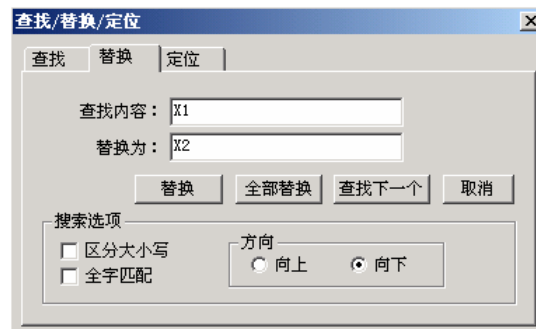 查找/替换/定位
查找 替换 定位
查找内容： X1
替换为： X2
替换 全部替换 查找下一个 取消
搜索选项
区分大小写
全字匹配
方向
向上 向下